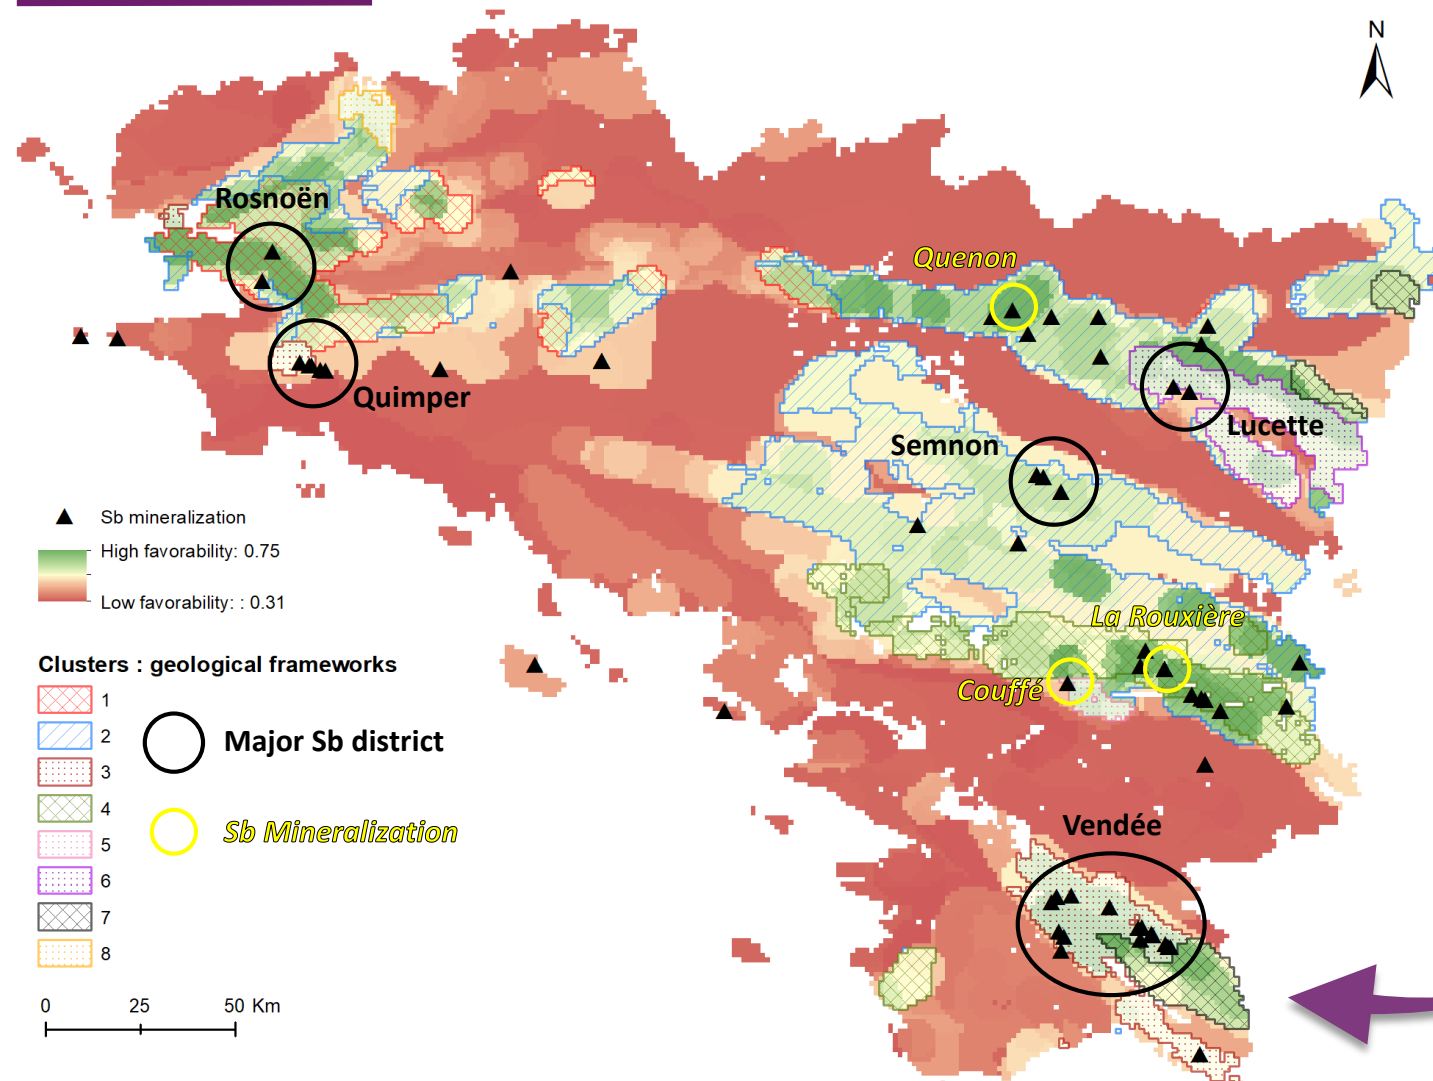 N
Rosnoën
Quenon
Quimper
Lucette
Semnon
Sb mineralization
High favorability: 0.75
Low favorability: : 0.31
La Rouxière
Couffé
Clusters : geological frameworks
1
2
3
4
5
6
7
8
Major Sb district
Sb Mineralization
Vendée
0 25 50 Km